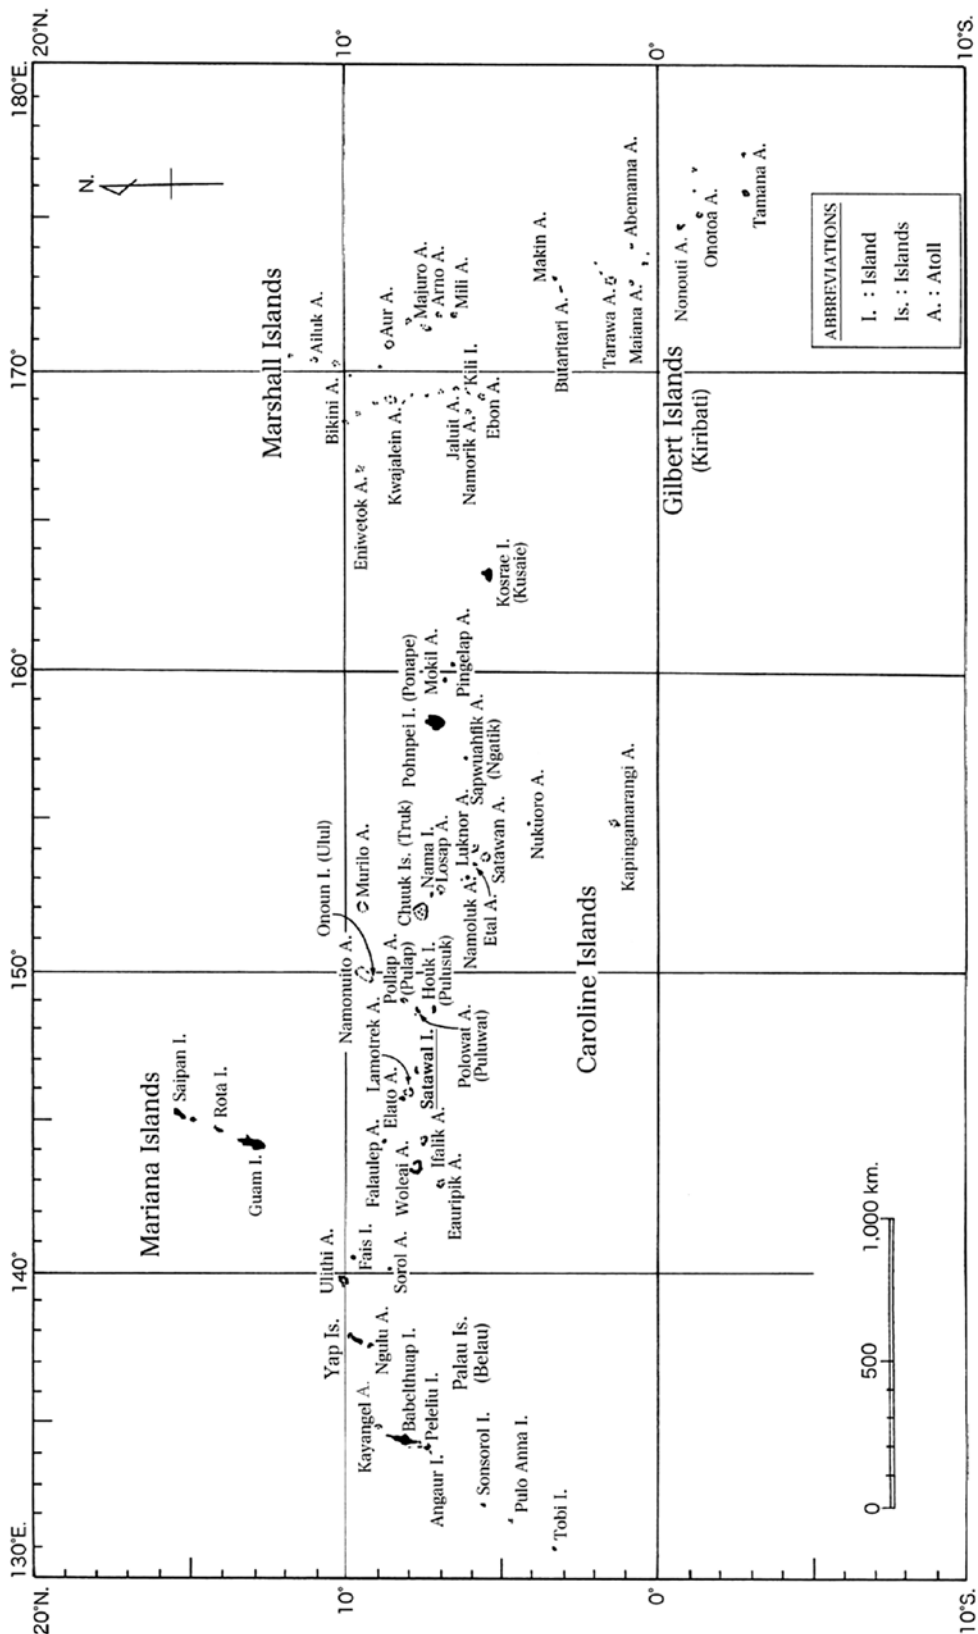 130°E.
140°
150°
160°
170°
180°E.
20°N.
20°N.
10°
10°
0°
0°
10°S.
10°S.
N.
Mariana Islands
Saipan I.
Rota I.
Guam I.
Marshall Islands
Ailuk A.
Bikini A.
Eniwetok A.
Kwajalein A.
Aur A.
Majuro A.
Arno A.
Mili A.
Jaluit A.
Kili I.
Namorik A.
Ebon A.
Yap Is.
Ulithi A.
Fais I.
Ngulu A.
Sorol A.
Kayangel A.
Babelthuap I.
Peleliu I.
Angaur I.
Palau Is.
(Belau)
Sonsorol I.
Pulo Anna I.
Tobi I.
Falaulep A.
Woleai A.
Eauripik A.
Ifalik A.
Elato A.
Lamotrek A.
Satawal I.
Namonuito A.
Onoun I. (Ulul)
Murilo A.
Pollap A.
(Pulap)
Houk I.
(Pulusuk)
Polowat A.
(Puluwat)
Chuuk Is. (Truk)
Nama I.
Losap A.
Namoluk A.
Luknor A.
Etal A.
Satawan A.
Pohnpei I. (Ponape)
Mokil A.
Pingelap A.
Sapwuahfik A.
(Ngatik)
Nukuoro A.
Kapingamarangi A.
Kosrae I.
(Kusaie)
Caroline Islands
Makin A.
Butaritari A.
Tarawa A.
Maiana A.
Abemama A.
Gilbert Islands
(Kiribati)
Nonouti A.
Onotoa A.
Tamana A.
0
500
1,000 km.
ABBREVIATIONS
I. : Island
Is. : Islands
A. : Atoll